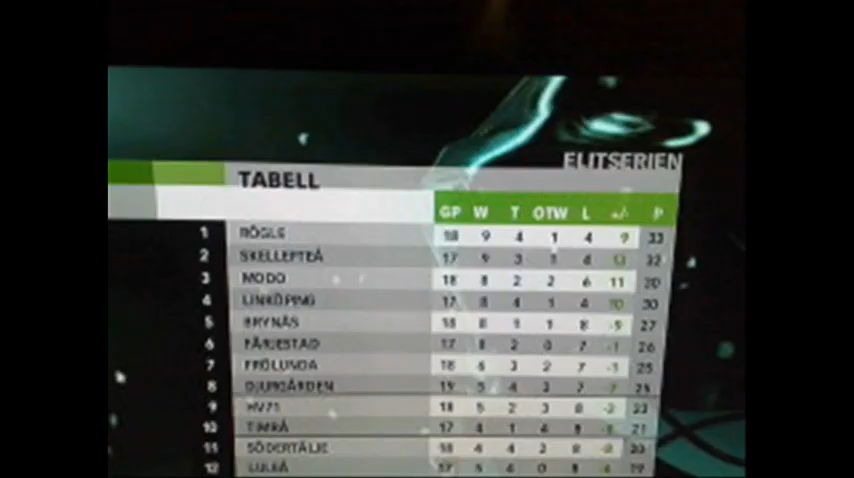 ELITSERIEN
TABELL
GP W T OTW L +/- P
1 RÖGLE 18 9 4 1 4 9 33
2 SKELLEFTEÅ 17 9 3 1 4 13 32
3 MODO 18 8 2 2 6 11 30
4 LINKÖPING 17 8 4 1 4 10 30
5 BRYNÄS 18 8 1 1 8 -9 27
6 FÄRJESTAD 17 8 2 0 7 -1 26
7 FRÖLUNDA 18 6 3 2 7 25
8 DJURGÅRDEN 19 5 4 3 7 25
9 HV71 18 5 2 3 8 -2 23
10 TIMRÅ 17 4 1 4 8 21
11 SÖDERTÄLJE 18 4 4 2 8 20
12 LULEÅ 17 5 4 0 8 19